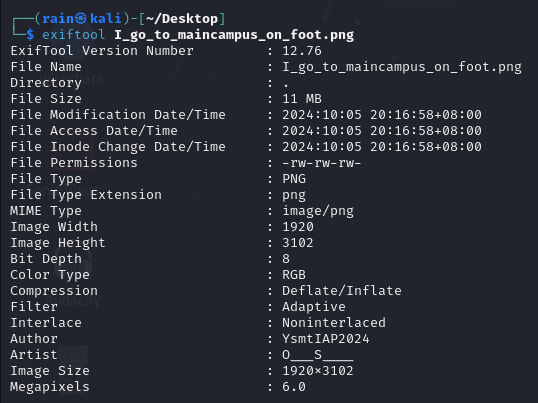 ┌──(rain㉿kali)-[~/Desktop]
└─$ exiftool I_go_to_maincampus_on_foot.png
ExifTool Version Number : 12.76
File Name : I_go_to_maincampus_on_foot.png
Directory : .
File Size : 11 MB
File Modification Date/Time : 2024:10:05 20:16:58+08:00
File Access Date/Time : 2024:10:05 20:16:58+08:00
File Inode Change Date/Time : 2024:10:05 20:16:58+08:00
File Permissions : -rw-rw-rw-
File Type : PNG
File Type Extension : png
MIME Type : image/png
Image Width : 1920
Image Height : 3102
Bit Depth : 8
Color Type : RGB
Compression : Deflate/Inflate
Filter : Adaptive
Interlace : Noninterlaced
Author : YsmtIAP2024
Artist : O___S____
Image Size : 1920×3102
Megapixels : 6.0